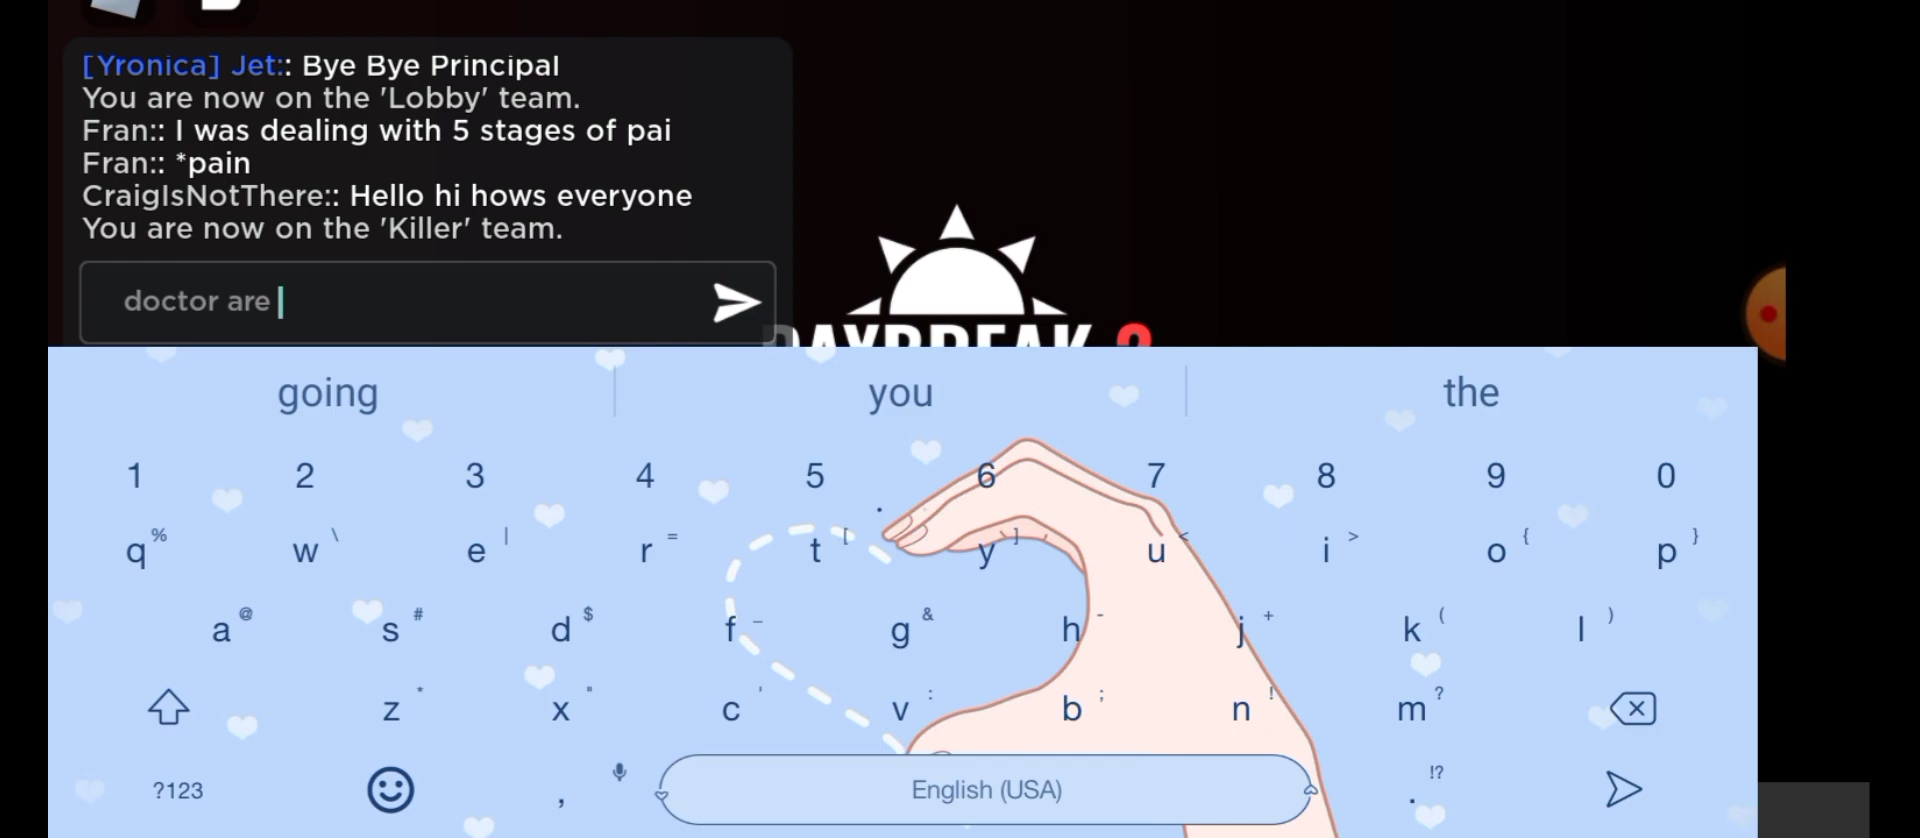 [Yronica] Jet:: Bye Bye Principal
You are now on the 'Lobby' team.
Fran:: I was dealing with 5 stages of pai
Fran:: *pain
CraigIsNotThere:: Hello hi hows everyone
You are now on the 'Killer' team.
doctor are
DAYBREAK 2
going you the
1 2 3 4 5 6 7 8 9 0
q % w \ e | r = t [ y ] u < i > o { p }
a @ s # d $ f _ g & h - j + k ( l )
z * x " c ' v : b ; n ! m ?
?123 , English (USA) . !?